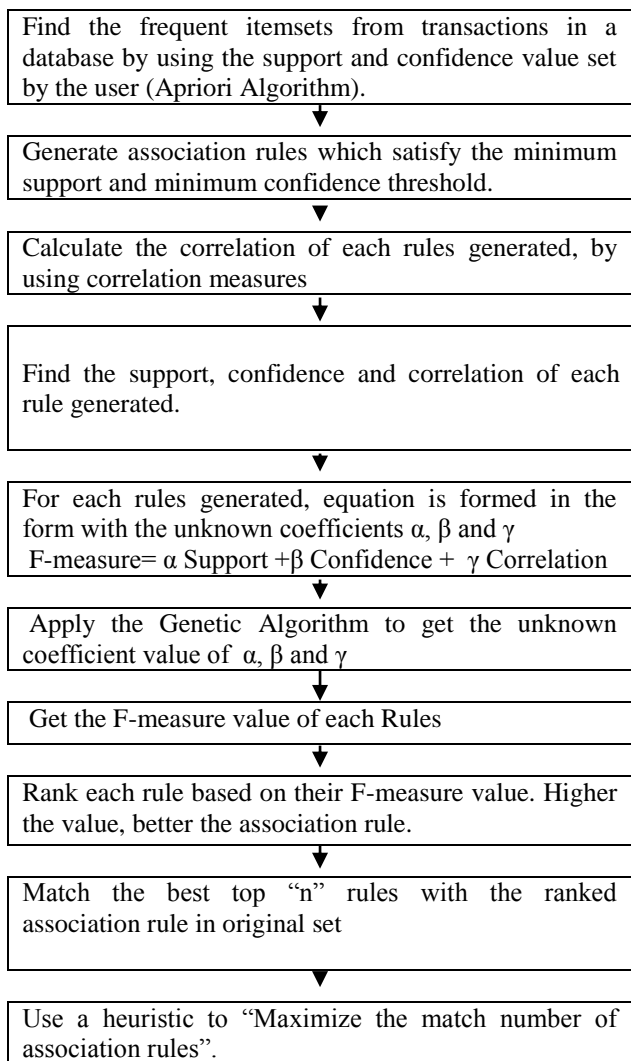 Find the frequent itemsets from transactions in a
database by using the support and confidence value set
by the user (Apriori Algorithm).
Generate association rules which satisfy the minimum
support and minimum confidence threshold.
Calculate the correlation of each rules generated, by
using correlation measures
Find the support, confidence and correlation of each
rule generated.
For each rules generated, equation is formed in the
form with the unknown coefficients α, β and γ
F-measure= α Support +β Confidence + γ Correlation
Apply the Genetic Algorithm to get the unknown
coefficient value of α, β and γ
Get the F-measure value of each Rules
Rank each rule based on their F-measure value. Higher
the value, better the association rule.
Match the best top “n” rules with the ranked
association rule in original set
Use a heuristic to “Maximize the match number of
association rules”.